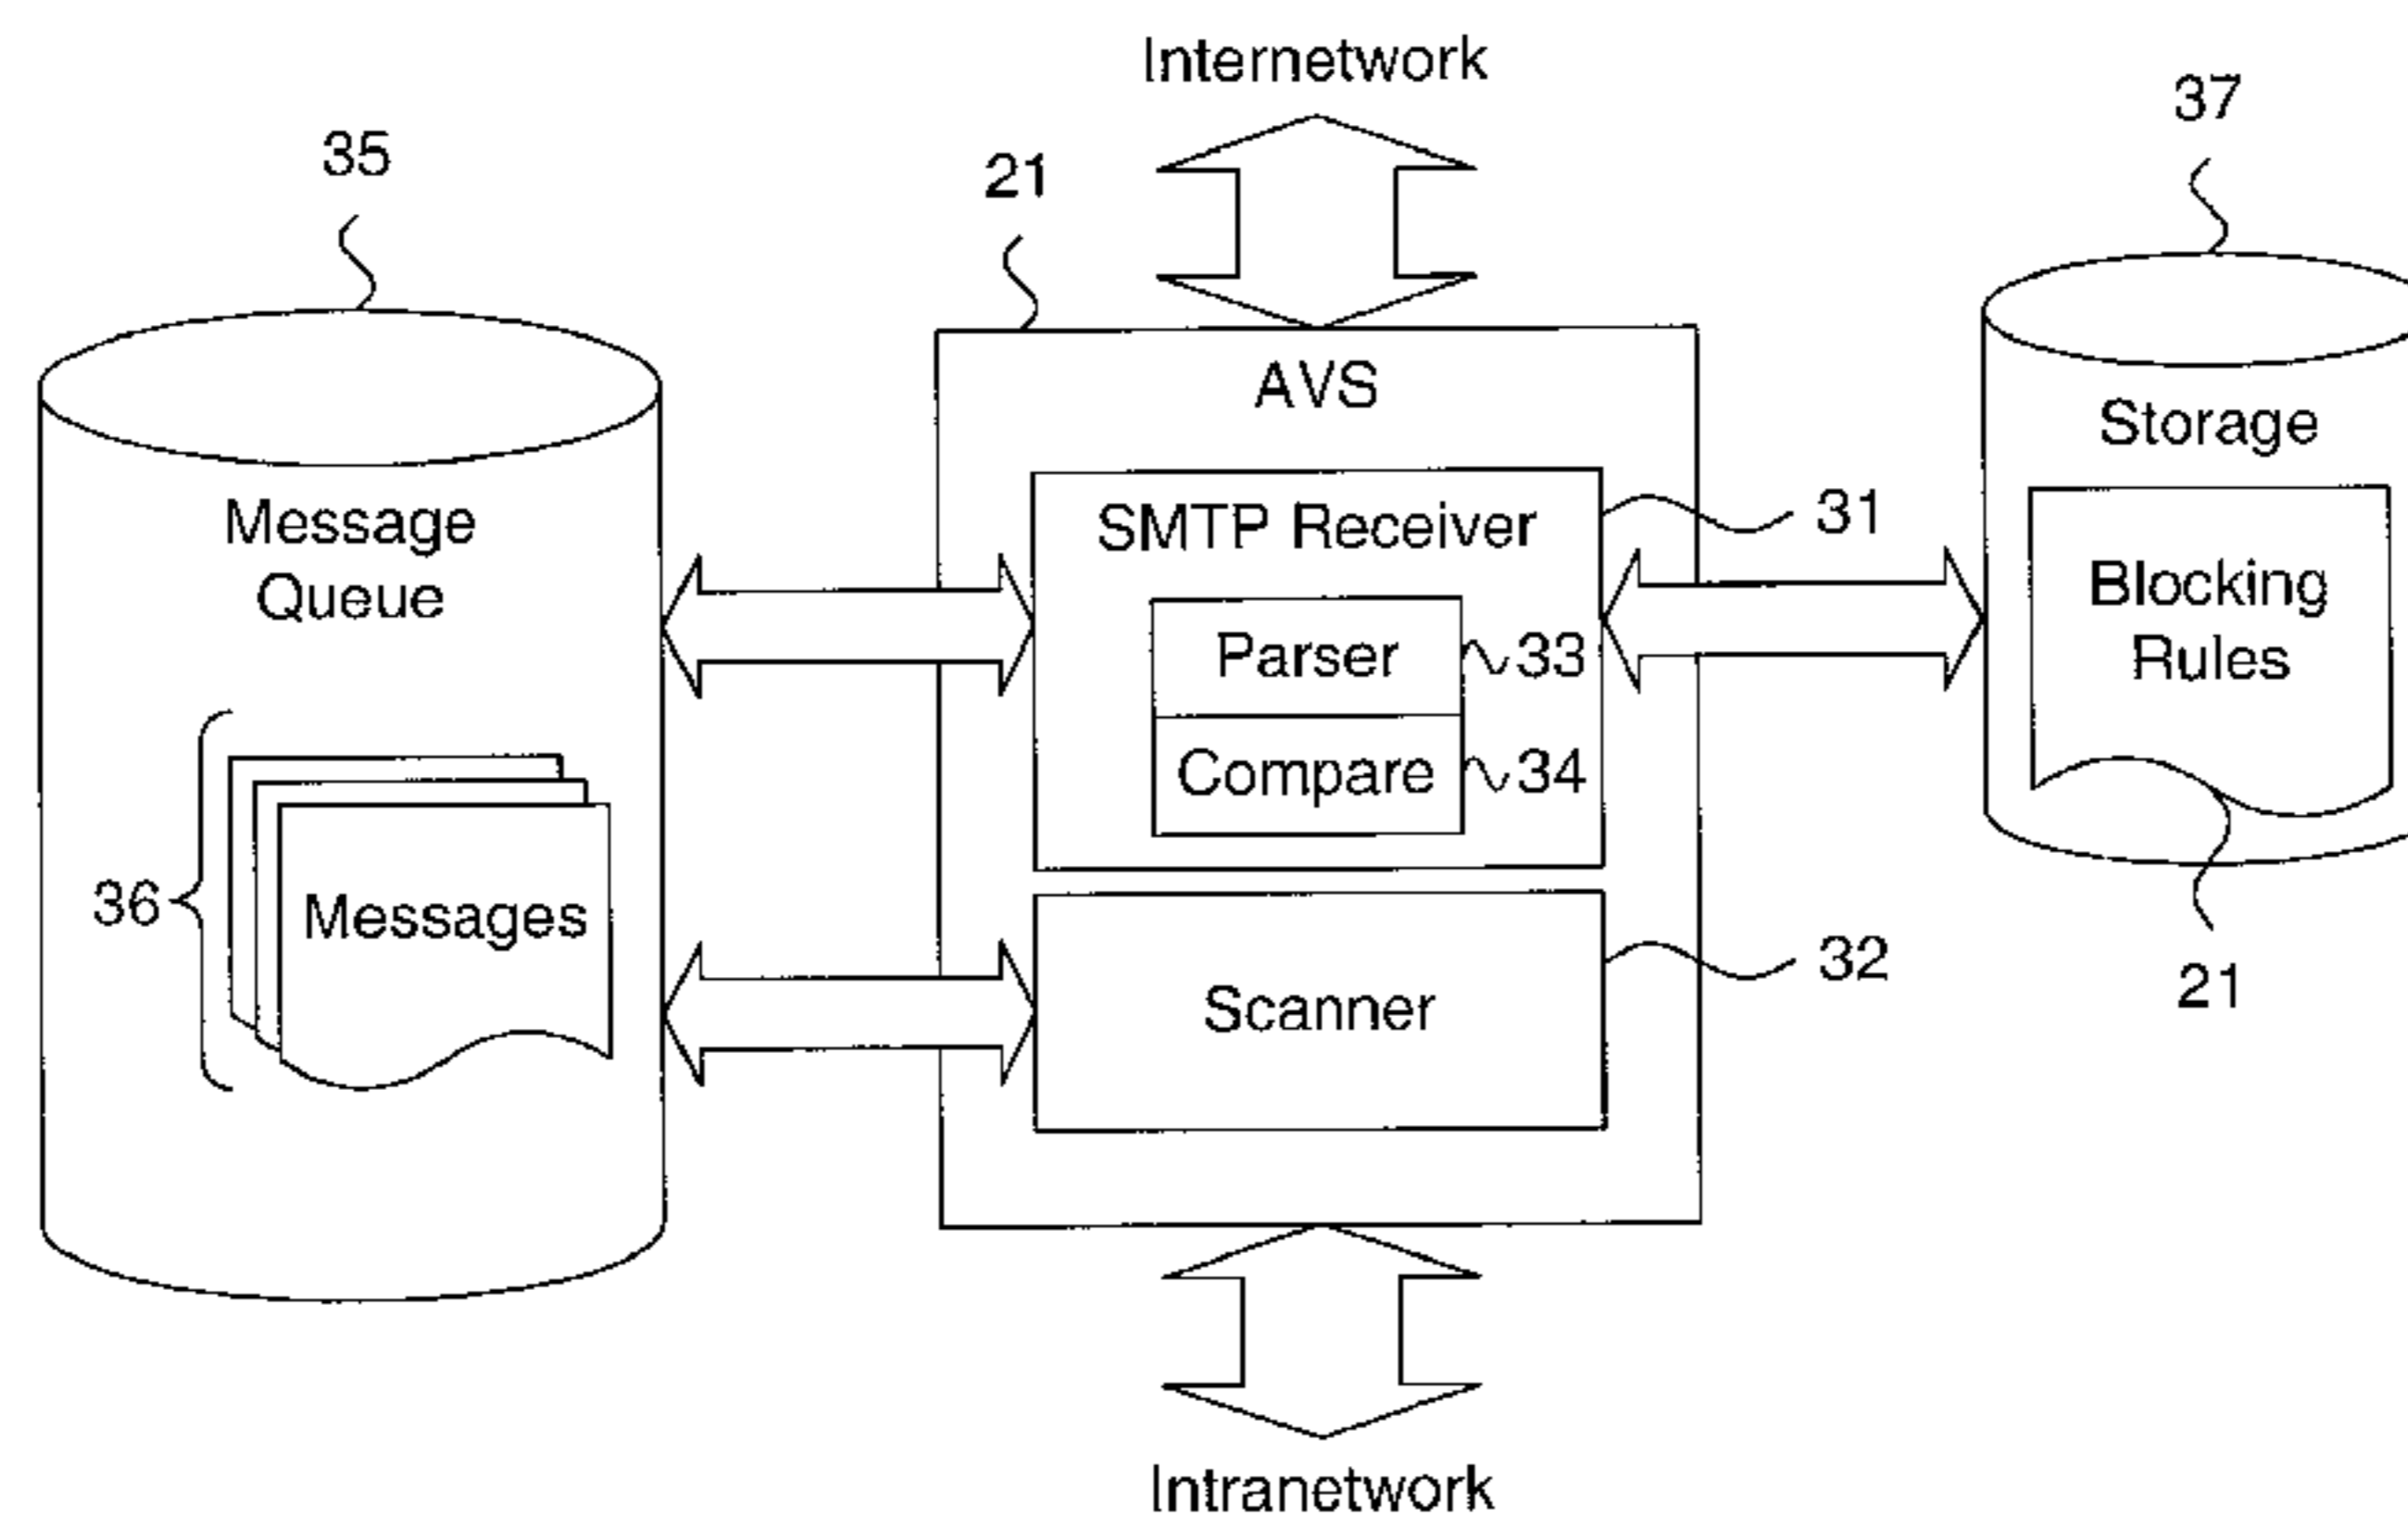 Internetwork
37
35
21
AVS
Storage
Message
Queue
SMTP Receiver
31
Blocking
Rules
Parser
33
Compare
34
36
Messages
Scanner
32
21
Intranetwork